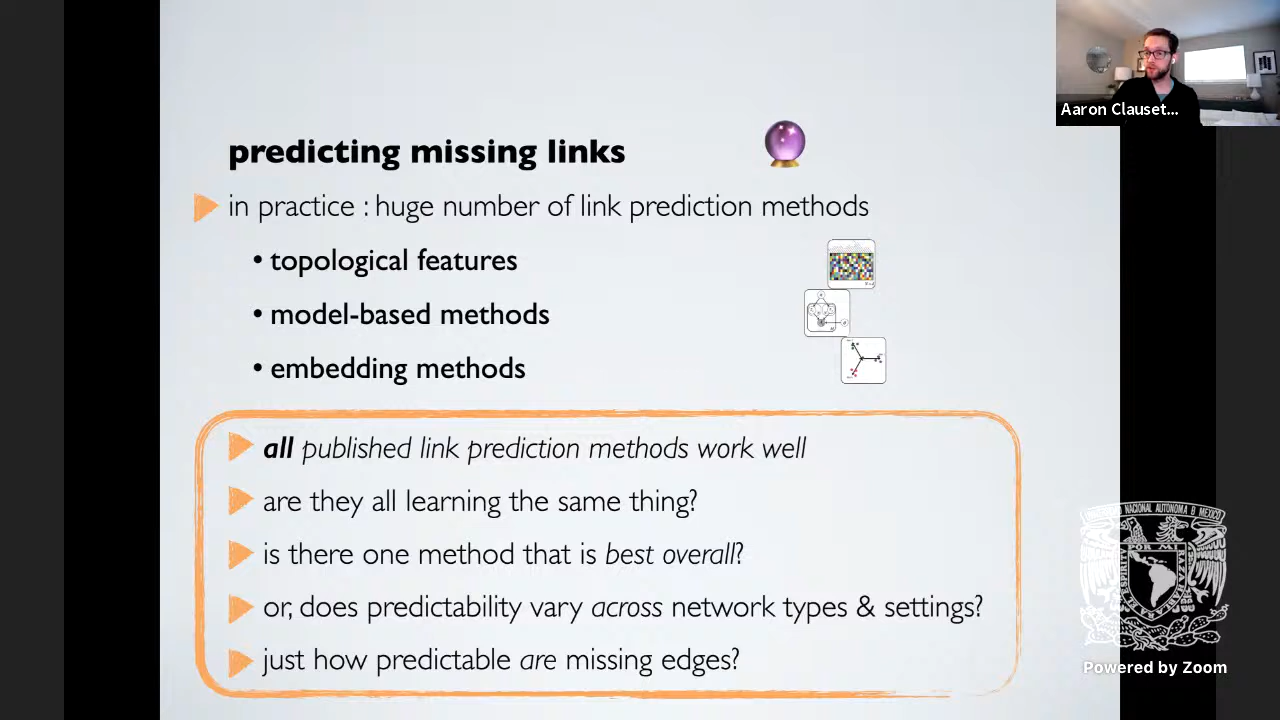 Aaron Clauset...
predicting missing links
in practice : huge number of link prediction methods
• topological features
• model-based methods
• embedding methods
all published link prediction methods work well
are they all learning the same thing?
is there one method that is best overall?
or, does predictability vary across network types & settings?
just how predictable are missing edges?
Powered by Zoom